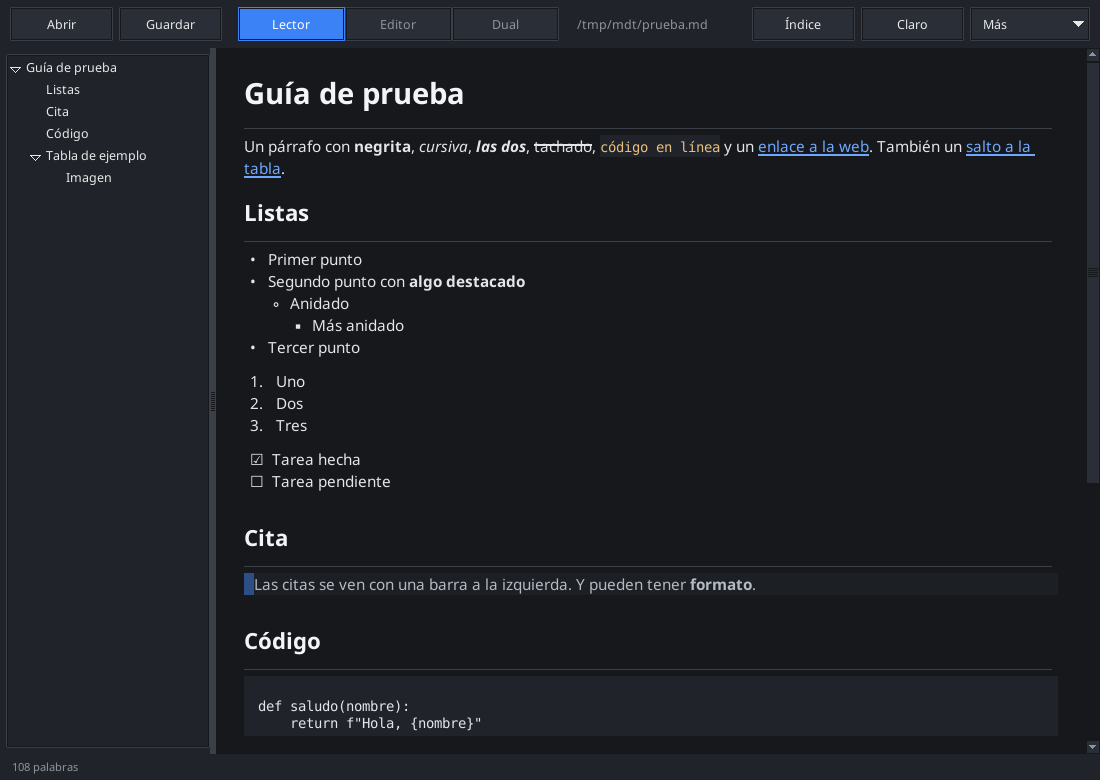 Abrir Guardar Lector Editor Dual /tmp/mdt/prueba.md Índice Claro Más
Guía de prueba
Listas
Cita
Código
Tabla de ejemplo
Imagen
Guía de prueba
Un párrafo con negrita, cursiva, las dos, tachado, código en línea y un enlace a la web. También un salto a la
tabla.
Listas
• Primer punto
• Segundo punto con algo destacado
◦ Anidado
▪ Más anidado
• Tercer punto
1. Uno
2. Dos
3. Tres
☑ Tarea hecha
☐ Tarea pendiente
Cita
Las citas se ven con una barra a la izquierda. Y pueden tener formato.
Código
def saludo(nombre):
    return f"Hola, {nombre}"
108 palabras